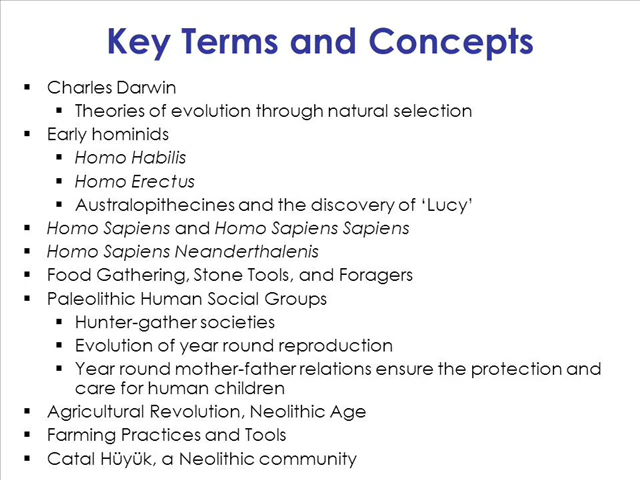 Key Terms and Concepts
▪ Charles Darwin
▪ Theories of evolution through natural selection
▪ Early hominids
▪ Homo Habilis
▪ Homo Erectus
▪ Australopithecines and the discovery of ‘Lucy’
▪ Homo Sapiens and Homo Sapiens Sapiens
▪ Homo Sapiens Neanderthalenis
▪ Food Gathering, Stone Tools, and Foragers
▪ Paleolithic Human Social Groups
▪ Hunter-gather societies
▪ Evolution of year round reproduction
▪ Year round mother-father relations ensure the protection and
care for human children
▪ Agricultural Revolution, Neolithic Age
▪ Farming Practices and Tools
▪ Catal Hüyük, a Neolithic community